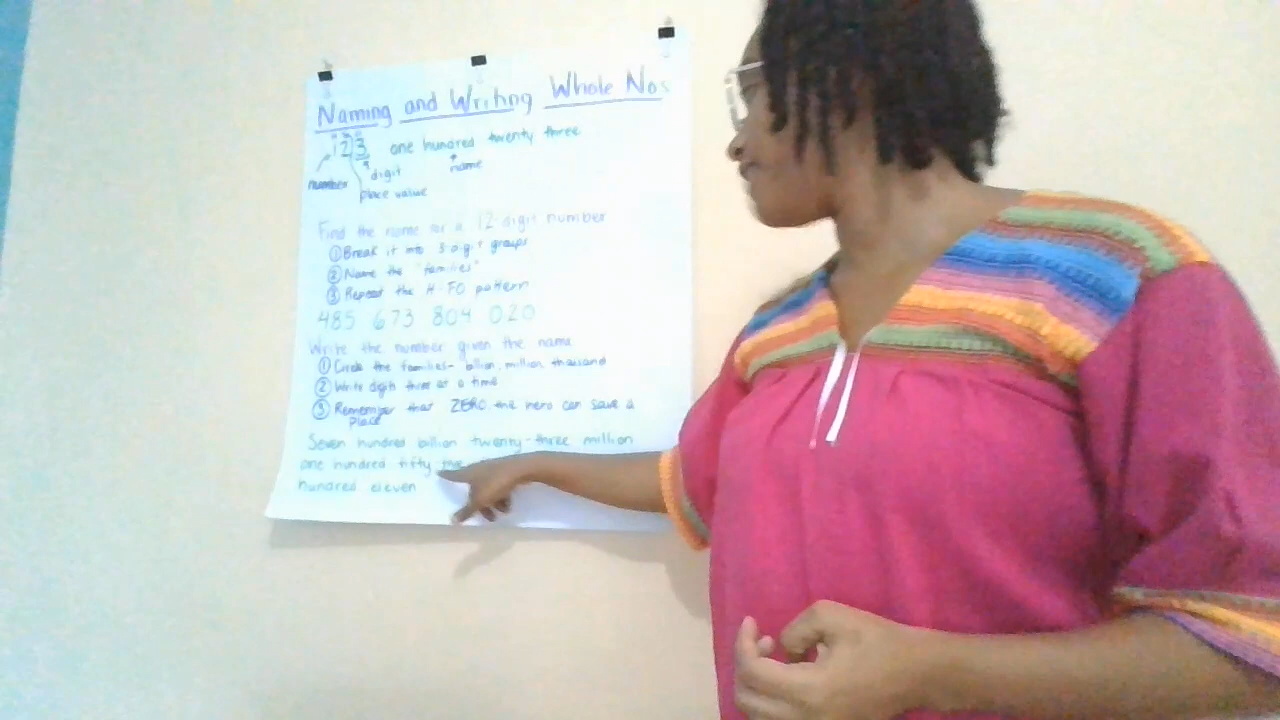 Naming and Writing Whole Nos
123 one hundred twenty three
digit name
number
place value
Find the name for a 12-digit number
① Break it into 3 digit groups
② Name the "families"
③ Repeat the H-TO pattern
485 673 804 020
Write the number given the name
① Circle the families- billion, million, thousand
② Write digits three at a time
③ Remember that ZERO the hero can save a
place
Seven hundred billion twenty-three million
one hundred fifty
hundred eleven